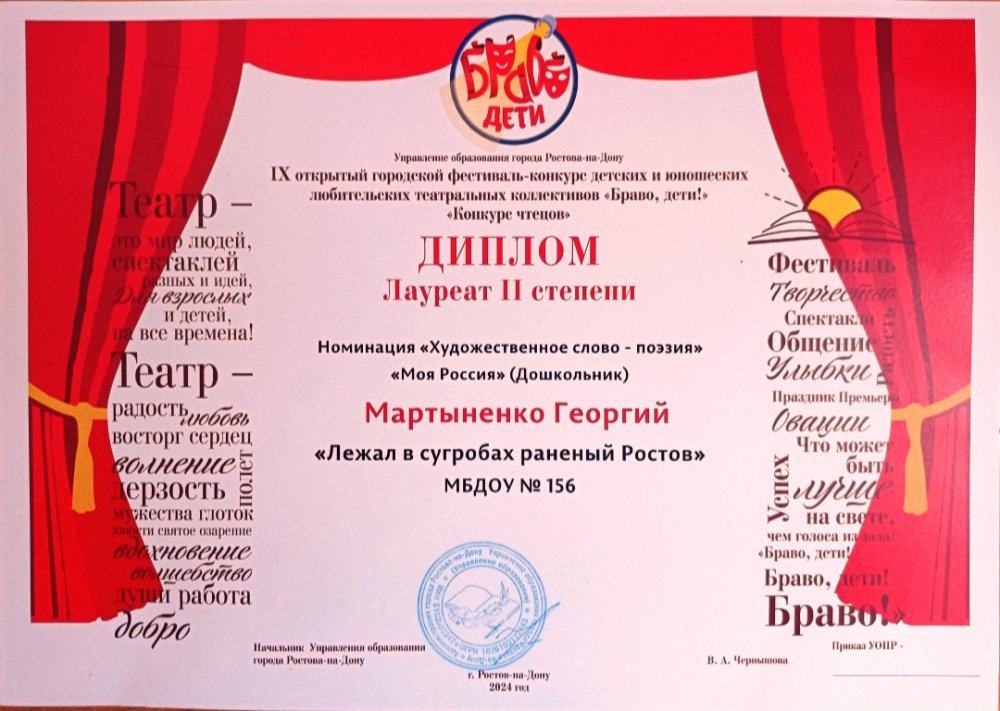 БРАВО
ДЕТИ
Управление образования города Ростова-на-Дону
IX открытый городской фестиваль-конкурс детских и юношеских
любительских театральных коллективов «Браво, дети!»
«Конкурс чтецов»
ДИПЛОМ
Лауреат II степени
Номинация «Художественное слово - поэзия»
«Моя Россия» (Дошкольник)
Мартыненко Георгий
«Лежал в сугробах раненый Ростов»
МБДОУ № 156
Театр –
это мир людей,
спектаклей
разных и идей,
Для взрослых
и детей,
на все времена!
Театр –
радость любовь
восторг сердец
волнение
полет
дерзость
мужества глоток
юности святое озарение
вдохновение
волшебство
души работа
добро
Фестиваль
Творчество
Спектакли
Радость
Общение
Улыбки
Праздник Премьера
Овации
Что может
быть
Успех
лучше
на свете,
чем голоса из зала:
«Браво, дети!
Браво, дети!
Браво!»
Начальник Управления образования
города Ростова-на-Дону
г. Ростов-на-Дону
2024 год
В. А. Чернышова
Приказ УОПР -